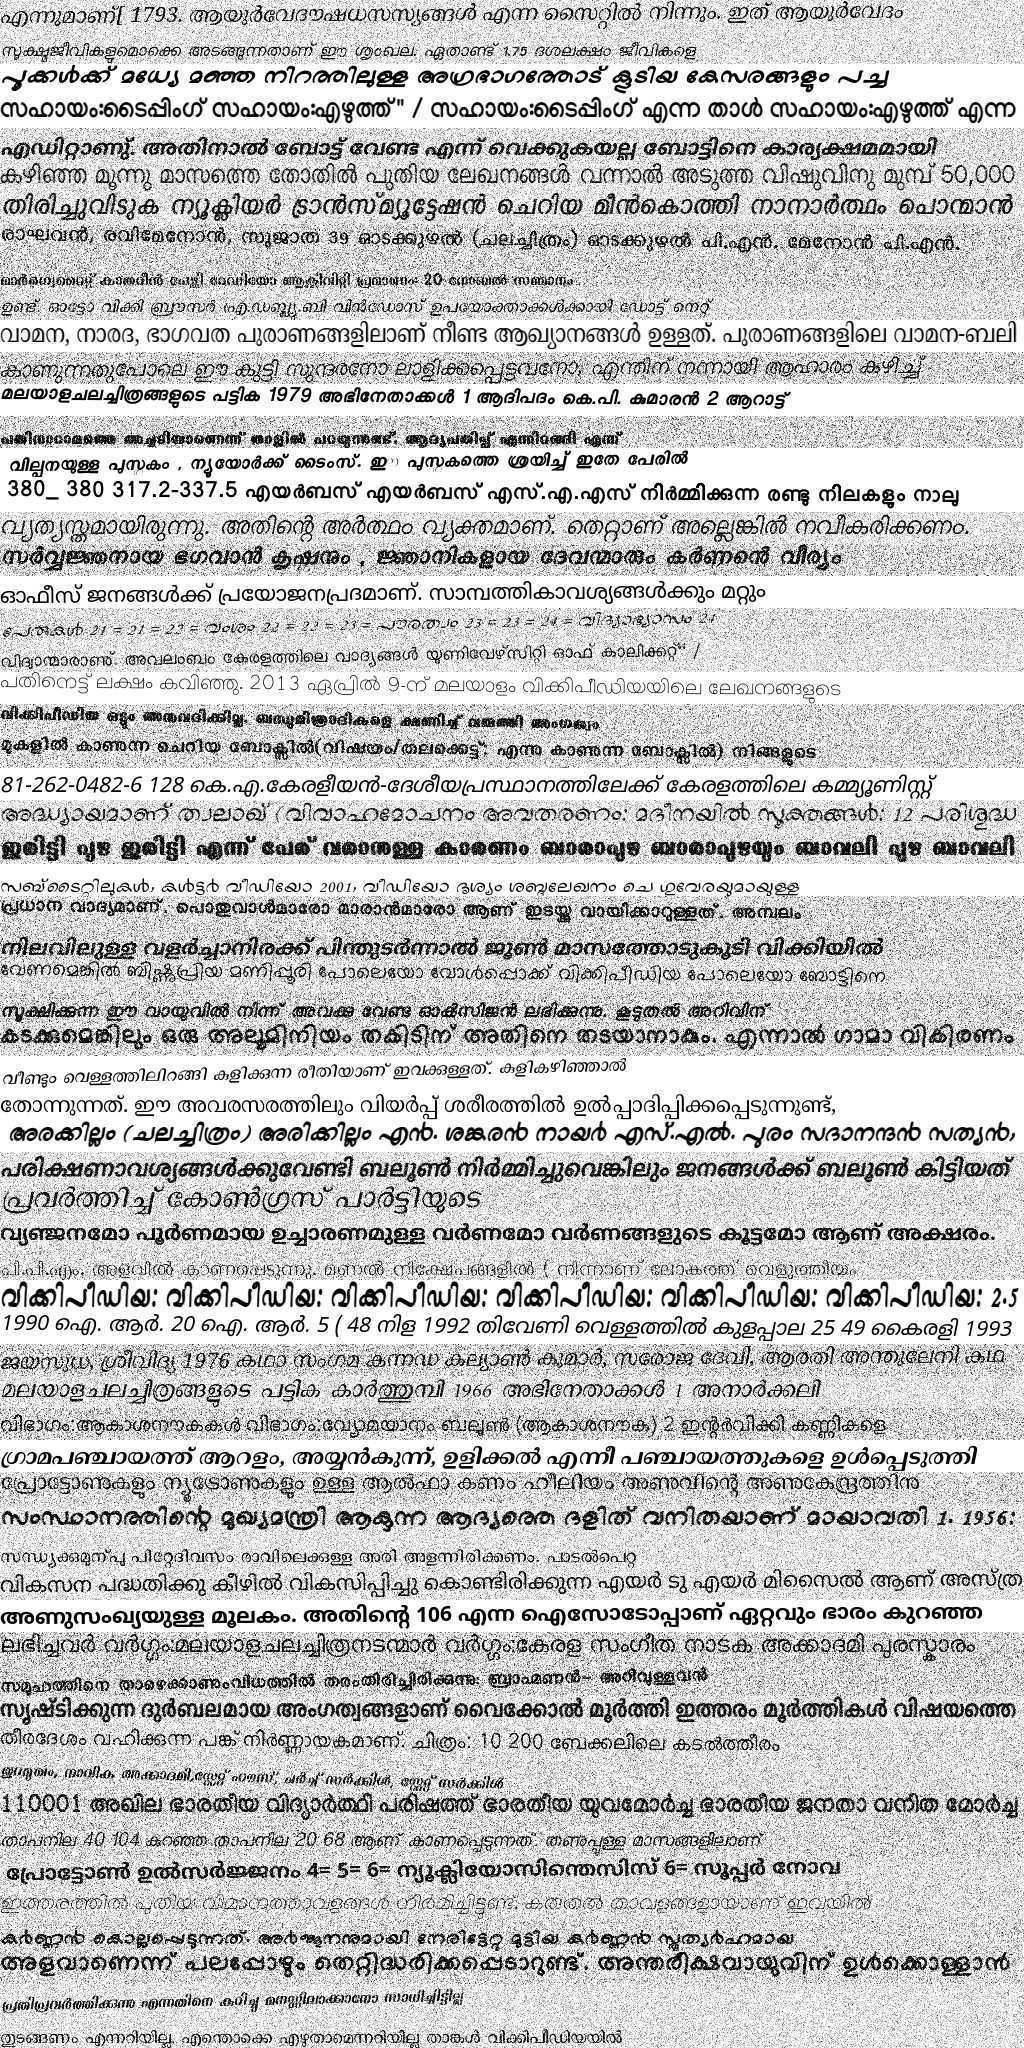 എന്നുമാണ്[ 1793. ആയുർവേദൗഷധസസ്യങ്ങൾ എന്ന സൈറ്റിൽ നിന്നും. ഇത് ആയുർവേദം
സൂക്ഷ്മജീവികളുമൊക്കെ അടങ്ങുന്നതാണ് ഈ ശൃംഖല. ഏതാണ്ട് 1.75 ദശലക്ഷം ജീവികളെ
പൂക്കൾക്ക് മധ്യേ മഞ്ഞ നിറത്തിലുള്ള അഗ്രഭാഗത്തോട് കൂടിയ കേസരങ്ങളും പച്ച
സഹായം:ടൈപ്പിംഗ് സഹായം:എഴുത്ത്" / സഹായം:ടൈപ്പിംഗ് എന്ന താൾ സഹായം:എഴുത്ത് എന്ന
എഡിറ്റാണു്. അതിനാൽ ബോട്ട് വേണ്ട എന്ന് വെക്കുകയല്ല ബോട്ടിനെ കാര്യക്ഷമമായി
കഴിഞ്ഞ മൂന്നു മാസത്തെ തോതിൽ പുതിയ ലേഖനങ്ങൾ വന്നാൽ അടുത്ത വിഷുവിനു മുമ്പ് 50,000
തിരിച്ചുവിടുക ന്യൂക്ലിയർ ട്രാൻസ്മ്യൂട്ടേഷൻ ചെറിയ മീൻകൊത്തി നാനാർത്ഥം പൊന്മാൻ
രാഘവൻ, രവിമേനോൻ, സുജാത 39 ഓടക്കുഴൽ (ചലച്ചിത്രം) ഓടക്കുഴൽ പി.എൻ. മേനോൻ പി.എൻ.
ഉണ്ട്. ഓട്ടോ വിക്കി ബ്രൗസർ (എ.ഡബ്ല്യു.ബി വിൻഡോസ് ഉപയോക്താക്കൾക്കായി ഡോട്ട് നെറ്റ്
വാമന, നാരദ, ഭാഗവത പുരാണങ്ങളിലാണ് നീണ്ട ആഖ്യാനങ്ങൾ ഉള്ളത്. പുരാണങ്ങളിലെ വാമന-ബലി
കാണുന്നതുപോലെ ഈ കുട്ടി സുന്ദരനോ ലാളിക്കപ്പെട്ടവനോ, എന്തിന് നന്നായി ആഹാരം കഴിച്ച്
മലയാളചലച്ചിത്രങ്ങളുടെ പട്ടിക 1979 അഭിനേതാക്കൾ 1 ആദിപദം കെ.പി. കുമാരൻ 2 ആറാട്ട്
പതിനാറാമത്തെ അച്ചടിയാണെന്ന് താളിൽ പറയുന്നുണ്ട്. ആദ്യപതിപ്പ് എന്നിറങ്ങി എന്ന്
വില്പനയുള്ള പുസ്തകം , ന്യൂയോർക്ക് ടൈംസ്. ഇ പുസ്തകത്തെ ശ്രയിച്ച് ഇതേ പേരിൽ
380_ 380 317.2-337.5 എയർബസ് എയർബസ് എസ്.എ.എസ് നിർമ്മിക്കുന്ന രണ്ടു നിലകളും നാലു
വ്യത്യസ്തമായിരുന്നു. അതിന്റെ അർത്ഥം വ്യക്തമാണ്. തെറ്റാണ് അല്ലെങ്കിൽ നവീകരിക്കണം.
സർവ്വജ്ഞനായ ഭഗവാൻ കൃഷ്ണനും , ജ്ഞാനികളായ ദേവന്മാരും കർണ്ണന്റെ വീര്യം
ഓഫീസ് ജനങ്ങൾക്ക് പ്രയോജനപ്രദമാണ്. സാമ്പത്തികാവശ്യങ്ങൾക്കും മറ്റും
പേരുകൾ 21 = 21 = 22 = വംശം 22 = 22 = 23 = പൗരത്വം 23 = 23 = 24 = വിദ്യാഭ്യാസം 24
വിദ്വാന്മാരാണു്. അവലംബം കേരളത്തിലെ വാദ്യങ്ങൾ യൂണിവേഴ്സിറ്റി ഓഫ് കാലിക്കറ്റ്" /
പതിനെട്ട് ലക്ഷം കവിഞ്ഞു. 2013 ഏപ്രിൽ 9-ന് മലയാളം വിക്കിപീഡിയയിലെ ലേഖനങ്ങളുടെ
വിക്കിപീഡിയ ഒട്ടും അനുവദിക്കില്ല. ബന്ധുമിത്രാദികളെ ക്ഷണിച്ച് വരുത്തി അംഗബല്യം
മുകളിൽ കാണുന്ന ചെറിയ ബോക്സിൽ(വിഷയം/തലക്കെട്ട്: എന്നു കാണുന്ന ബോക്സിൽ) നിങ്ങളുടെ
81-262-0482-6 128 കെ.എ.കേരളീയൻ-ദേശീയപ്രസ്ഥാനത്തിലേക്ക് കേരളത്തിലെ കമ്മ്യൂണിസ്റ്റ്
അദ്ധ്യായമാണ് ത്വലാഖ് (വിവാഹമോചനം അവതരണം: മദീനയിൽ സൂക്തങ്ങൾ: 12 പരിശുദ്ധ
ഇരിട്ടി പുഴ ഇരിട്ടി എന്ന് പേര് വരാനുള്ള കാരണം ബാരാപുഴ ബാരാപുഴയും ബാവലി പുഴ ബാവലി
സബ്ടൈറ്റിലുകൾ, കൾട്ടർ വീഡിയോ 2001, വീഡിയോ ദൃശ്യം ശബ്ദലേഖനം ചെ ഗുവേരയുമായുള്ള
പ്രധാന വാദ്യമാണ്. പൊതുവാൾമാരോ മാരാൻമാരോ ആണ് ഇടയ്ക്ക വായിക്കാറുള്ളത്. അമ്പലം
നിലവിലുള്ള വളർച്ചാനിരക്ക് പിന്തുടർന്നാൽ ജൂൺ മാസത്തോടുകൂടി വിക്കിയിൽ
വേണമെങ്കിൽ ബിഷ്ണുപ്രിയ മണിപ്പൂരി പോലെയോ വോൾപ്പൊക്ക് വിക്കിപീഡിയ പോലെയോ ബോട്ടിനെ
സൂക്ഷിക്കുന്ന ഈ വായുവിൽ നിന്ന് അവക്കു വേണ്ട ഓക്സിജൻ ലഭിക്കുന്നു. കൂടുതൽ അറിവിന്
കടക്കുമെങ്കിലും ഒരു അലൂമിനിയം തകിടിന് അതിനെ തടയാനാകും. എന്നാൽ ഗാമാ വികിരണം
വീണ്ടും വെള്ളത്തിലിറങ്ങി കുളിക്കുന്ന രീതിയാണ് ഇവക്കുള്ളത്. കുളികഴിഞ്ഞാൽ
തോന്നുന്നത്. ഈ അവരസരത്തിലും വിയർപ്പ് ശരീരത്തിൽ ഉൽപ്പാദിപ്പിക്കപ്പെടുന്നുണ്ട്,
അരക്കില്ലം (ചലച്ചിത്രം) അരിക്കില്ലം എൻ. ശങ്കരൻ നായർ എസ്.എൽ. പുരം സദാനന്ദൻ സത്യൻ,
പരിക്ഷണാവശ്യങ്ങൾക്കുവേണ്ടി ബലൂൺ നിർമ്മിച്ചുവെങ്കിലും ജനങ്ങൾക്ക് ബലൂൺ കിട്ടിയത്
പ്രവർത്തിച്ച് കോൺഗ്രസ് പാർട്ടിയുടെ
വ്യഞ്ജനമോ പൂർണമായ ഉച്ചാരണമുള്ള വർണമോ വർണങ്ങളുടെ കൂട്ടമോ ആണ് അക്ഷരം.
പി.പി.എം. അളവിൽ കാണപ്പെടുന്നു. മണൽ നിക്ഷേപങ്ങളിൽ ( നിന്നാണ് ലോകത്ത് വെളുത്തീയം
വിക്കിപീഡിയ: വിക്കിപീഡിയ: വിക്കിപീഡിയ: വിക്കിപീഡിയ: വിക്കിപീഡിയ: വിക്കിപീഡിയ: 2.5
1990 ഐ. ആർ. 20 ഐ. ആർ. 5 ( 48 നിള 1992 തിവേണി വെള്ളത്തിൽ കുളപ്പാല 25 49 കൈരളി 1993
ജയസുധ, ശ്രീവിദ്യ 1976 കഥാ സംഗമ കന്നഡ കല്യാൺ കുമാർ, സരോജ ദേവി, ആരതി അന്തുലേനി കഥ
മലയാളചലച്ചിത്രങ്ങളുടെ പട്ടിക കാർത്തുമ്പി 1966 അഭിനേതാക്കൾ 1 അനാർക്കലി
വിഭാഗം:ആകാശനൗകകൾ വിഭാഗം:വ്യോമയാനം ബലൂൺ (ആകാശനൗക) 2 ഇന്റർവിക്കി കണ്ണികളെ
ഗ്രാമപഞ്ചായത്ത് ആറളം, അയ്യൻകുന്ന്, ഉളിക്കൽ എന്നീ പഞ്ചായത്തുകളെ ഉൾപ്പെടുത്തി
പ്രോട്ടോണുകളും ന്യൂട്രോണുകളും ഉള്ള ആൽഫാ കണം ഹീലിയം അണുവിന്റെ അണുകേന്ദ്രത്തിനു
സംസ്ഥാനത്തിന്റെ മുഖ്യമന്ത്രി ആകുന്ന ആദ്യത്തെ ദളിത് വനിതയാണ് മായാവതി 1. 1956:
സന്ധ്യക്കുമുന്പു പിറ്റേദിവസം രാവിലെക്കുള്ള അരി അളന്നിരിക്കണം. പാടൽപെറ്റ
വികസന പദ്ധതിക്കു കീഴിൽ വികസിപ്പിച്ചു കൊണ്ടിരിക്കുന്ന എയർ ടു എയർ മിസൈൽ ആണ് അസ്ത്ര
അണുസംഖ്യയുള്ള മൂലകം. അതിന്റെ 106 എന്ന ഐസോടോപ്പാണ് ഏറ്റവും ഭാരം കുറഞ്ഞ
ലഭിച്ചവർ വർഗ്ഗം:മലയാളചലച്ചിത്രനടന്മാർ വർഗ്ഗം:കേരള സംഗീത നാടക അക്കാദമി പുരസ്കാരം
സമൂഹത്തിനെ താഴെക്കാണുംവിധത്തിൽ തരംതിരിച്ചിരിക്കുന്നു: ബ്രാഹ്മണൻ- അറിവുള്ളവൻ
സൃഷ്ടിക്കുന്ന ദുർബലമായ അംഗത്വങ്ങളാണ് വൈക്കോൽ മൂർത്തി ഇത്തരം മൂർത്തികൾ വിഷയത്തെ
തീരദേശം വഹിക്കുന്ന പങ്ക് നിർണ്ണായകമാണ്. ചിത്രം: 10 200 ബേക്കലിലെ കടൽത്തീരം
നാവിക അക്കാദമി,സ്റ്റേറ്റ് ഹൗസ്, ചർച്ച് സർക്കിൾ, സ്റ്റേറ്റ് സർക്കിൾ
110001 അഖില ഭാരതീയ വിദ്യാർത്ഥി പരിഷത്ത് ഭാരതീയ യുവമോർച്ച ഭാരതീയ ജനതാ വനിത മോർച്ച
താപനില 40 104 കുറഞ്ഞ താപനില 20 68 ആണ് കാണപ്പെടുന്നത്. തണുപ്പുള്ള മാസങ്ങളിലാണ്
പ്രോട്ടോൺ ഉൽസർജ്ജനം 4= 5= 6= ന്യൂക്ലിയോസിന്തെസിസ് 6= സൂപ്പർ നോവ
ഇത്തരത്തിൽ പുതിയ വിമാനത്താവളങ്ങൾ നിർമ്മിച്ചിട്ടുണ്ട്. കരുതൽ താവളങ്ങളായാണ് ഇവയിൽ
കർണ്ണൻ കൊല്ലപ്പെടുന്നത്. അർജ്ജുനനുമായി നേരിട്ടേറ്റു മുട്ടിയ കർണ്ണൻ സ്തുത്യർഹമായ
അളവാണെന്ന് പലപ്പോഴും തെറ്റിദ്ധരിക്കപ്പെടാറുണ്ട്. അന്തരീക്ഷവായുവിന് ഉൾക്കൊള്ളാൻ
പ്രതിപ്രവർത്തിക്കുന്നു എന്നതിനെ കുറിച്ച് മനസ്സിലാക്കാനോ സാധിച്ചിട്ടില്ല
തുടങ്ങണം എന്നറിയില്ല. എന്തൊക്കെ എഴുതാമെന്നറിയില്ല താങ്കൾ വിക്കിപീഡിയയിൽ